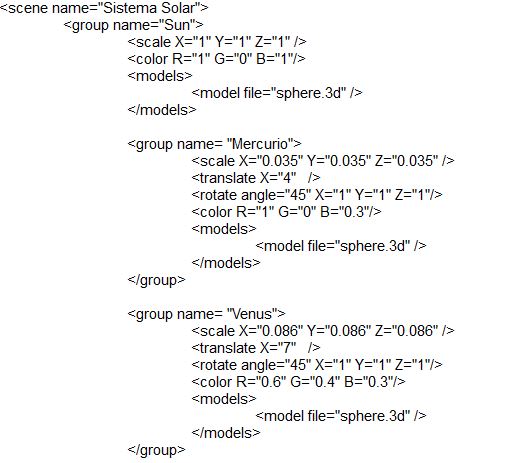 <scene name="Sistema Solar">
<group name="Sun">
<scale X="1" Y="1" Z="1" />
<color R="1" G="0" B="1"/>
<models>
<model file="sphere.3d" />
</models>
<group name= "Mercurio">
<scale X="0.035" Y="0.035" Z="0.035" />
<translate X="4" />
<rotate angle="45" X="1" Y="1" Z="1"/>
<color R="1" G="0" B="0.3"/>
<models>
<model file="sphere.3d" />
</models>
</group>
<group name= "Venus">
<scale X="0.086" Y="0.086" Z="0.086" />
<translate X="7" />
<rotate angle="45" X="1" Y="1" Z="1"/>
<color R="0.6" G="0.4" B="0.3"/>
<models>
<model file="sphere.3d" />
</models>
</group>